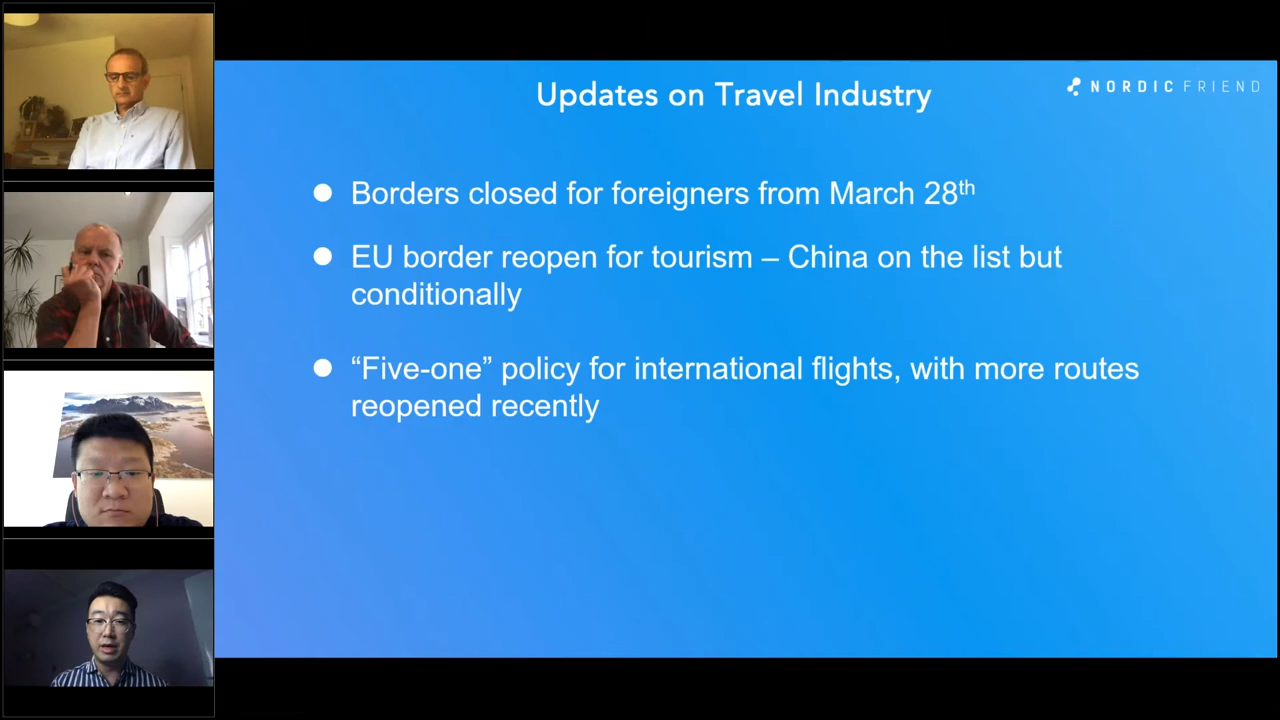 Updates on Travel Industry
NORDIC FRIEND
Borders closed for foreigners from March 28th
EU border reopen for tourism – China on the list but
conditionally
“Five-one” policy for international flights, with more routes
reopened recently